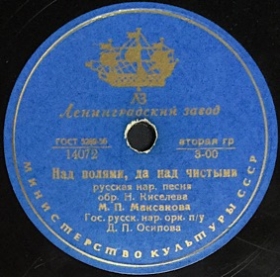 ЛЗ
Ленинградский завод
ГОСТ 5289-56
вторая гр
14072
3-00
Над полями, да над чистыми
русская нар. песня
обр. Н. Киселева
М. П. Максакова
Гос. русск. нар. орк. п/у
Д. П. Осипова
МИНИСТЕРСТВО КУЛЬТУРЫ СССР